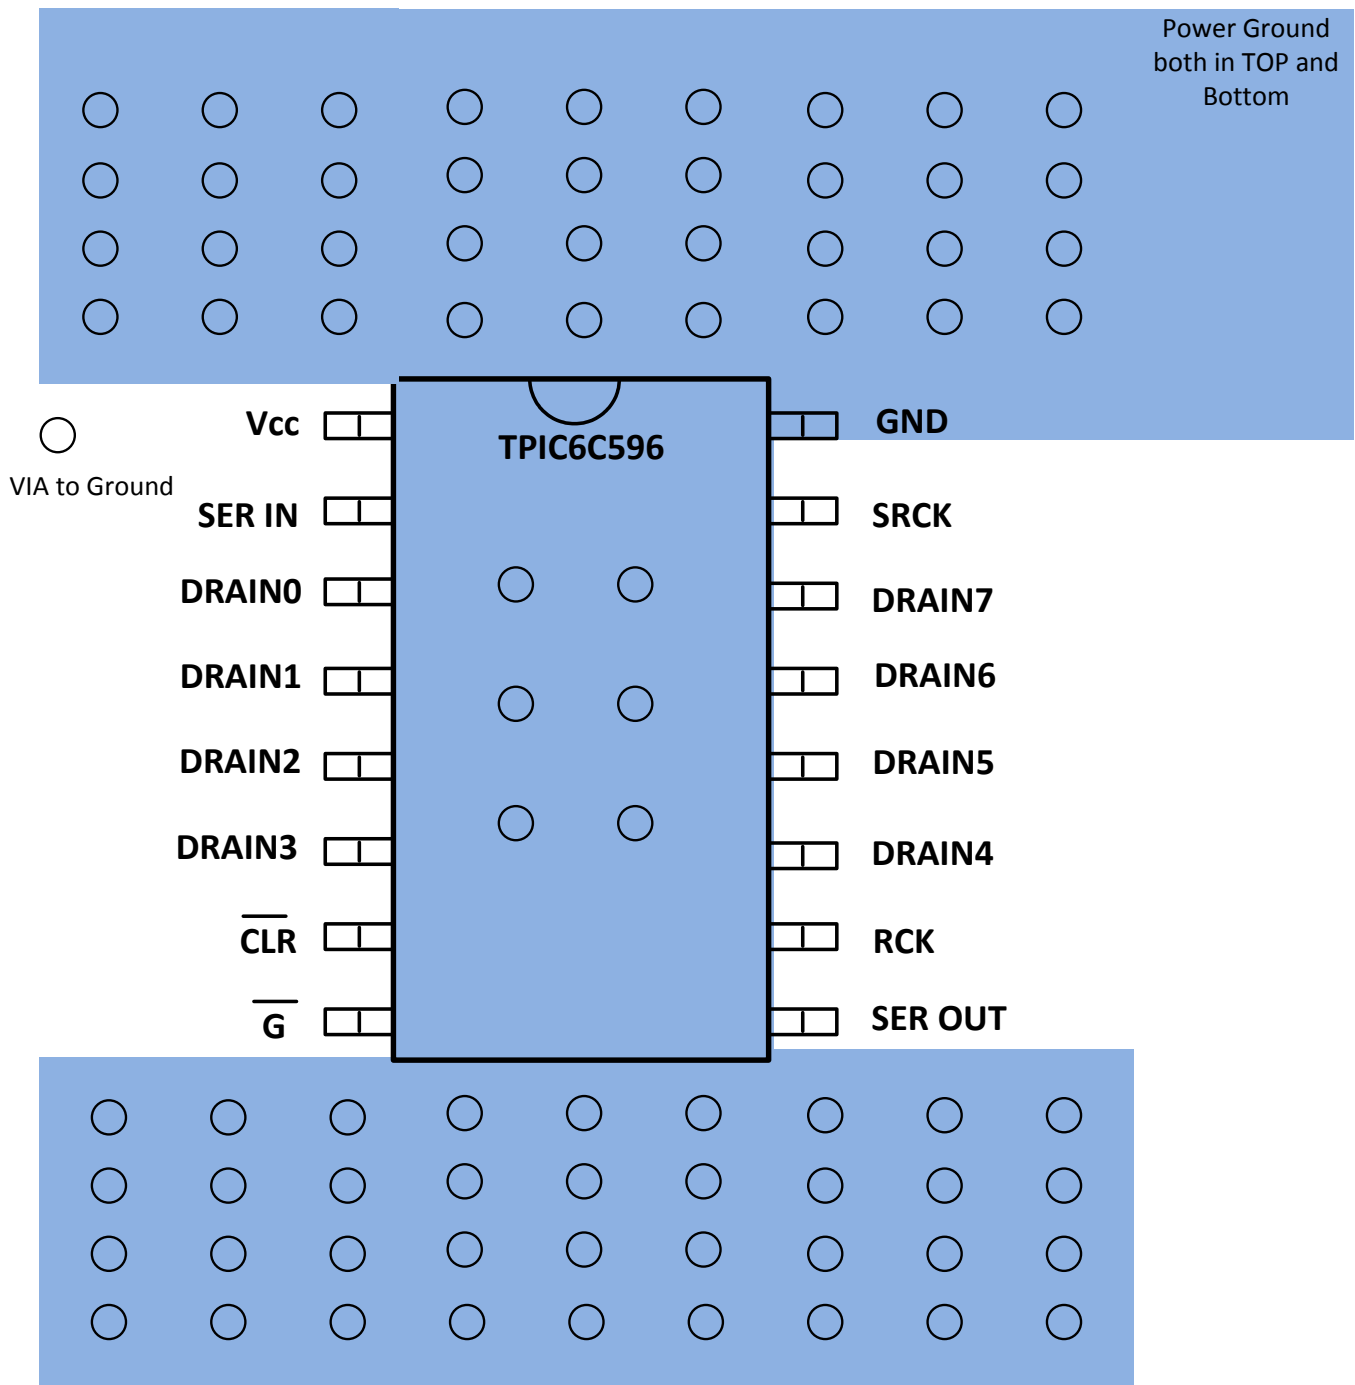 Power Ground
both in TOP and
Bottom
Vcc
GND
TPIC6C596
VIA to Ground
SER IN
SRCK
DRAIN0
DRAIN7
DRAIN1
DRAIN6
DRAIN2
DRAIN5
DRAIN3
DRAIN4
C̅L̅R̅
RCK
G̅
SER OUT